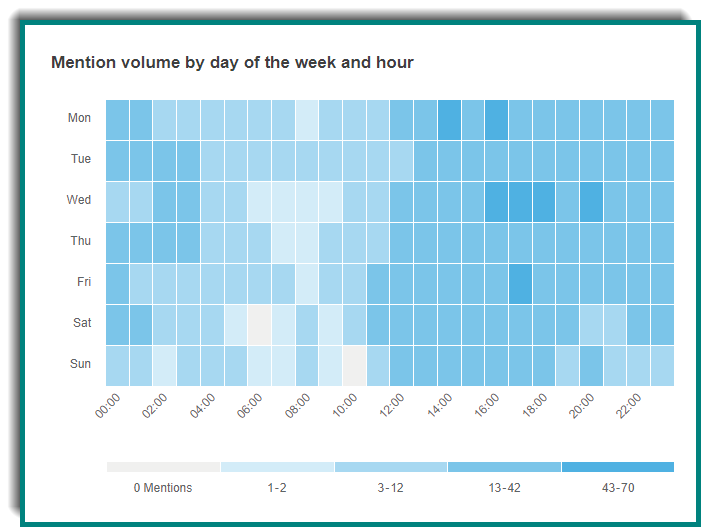 Mention volume by day of the week and hour
Mon
Tue
Wed
Thu
Fri
Sat
Sun
00:00 02:00 04:00 06:00 08:00 10:00 12:00 14:00 16:00 18:00 20:00 22:00
0 Mentions 1-2 3-12 13-42 43-70